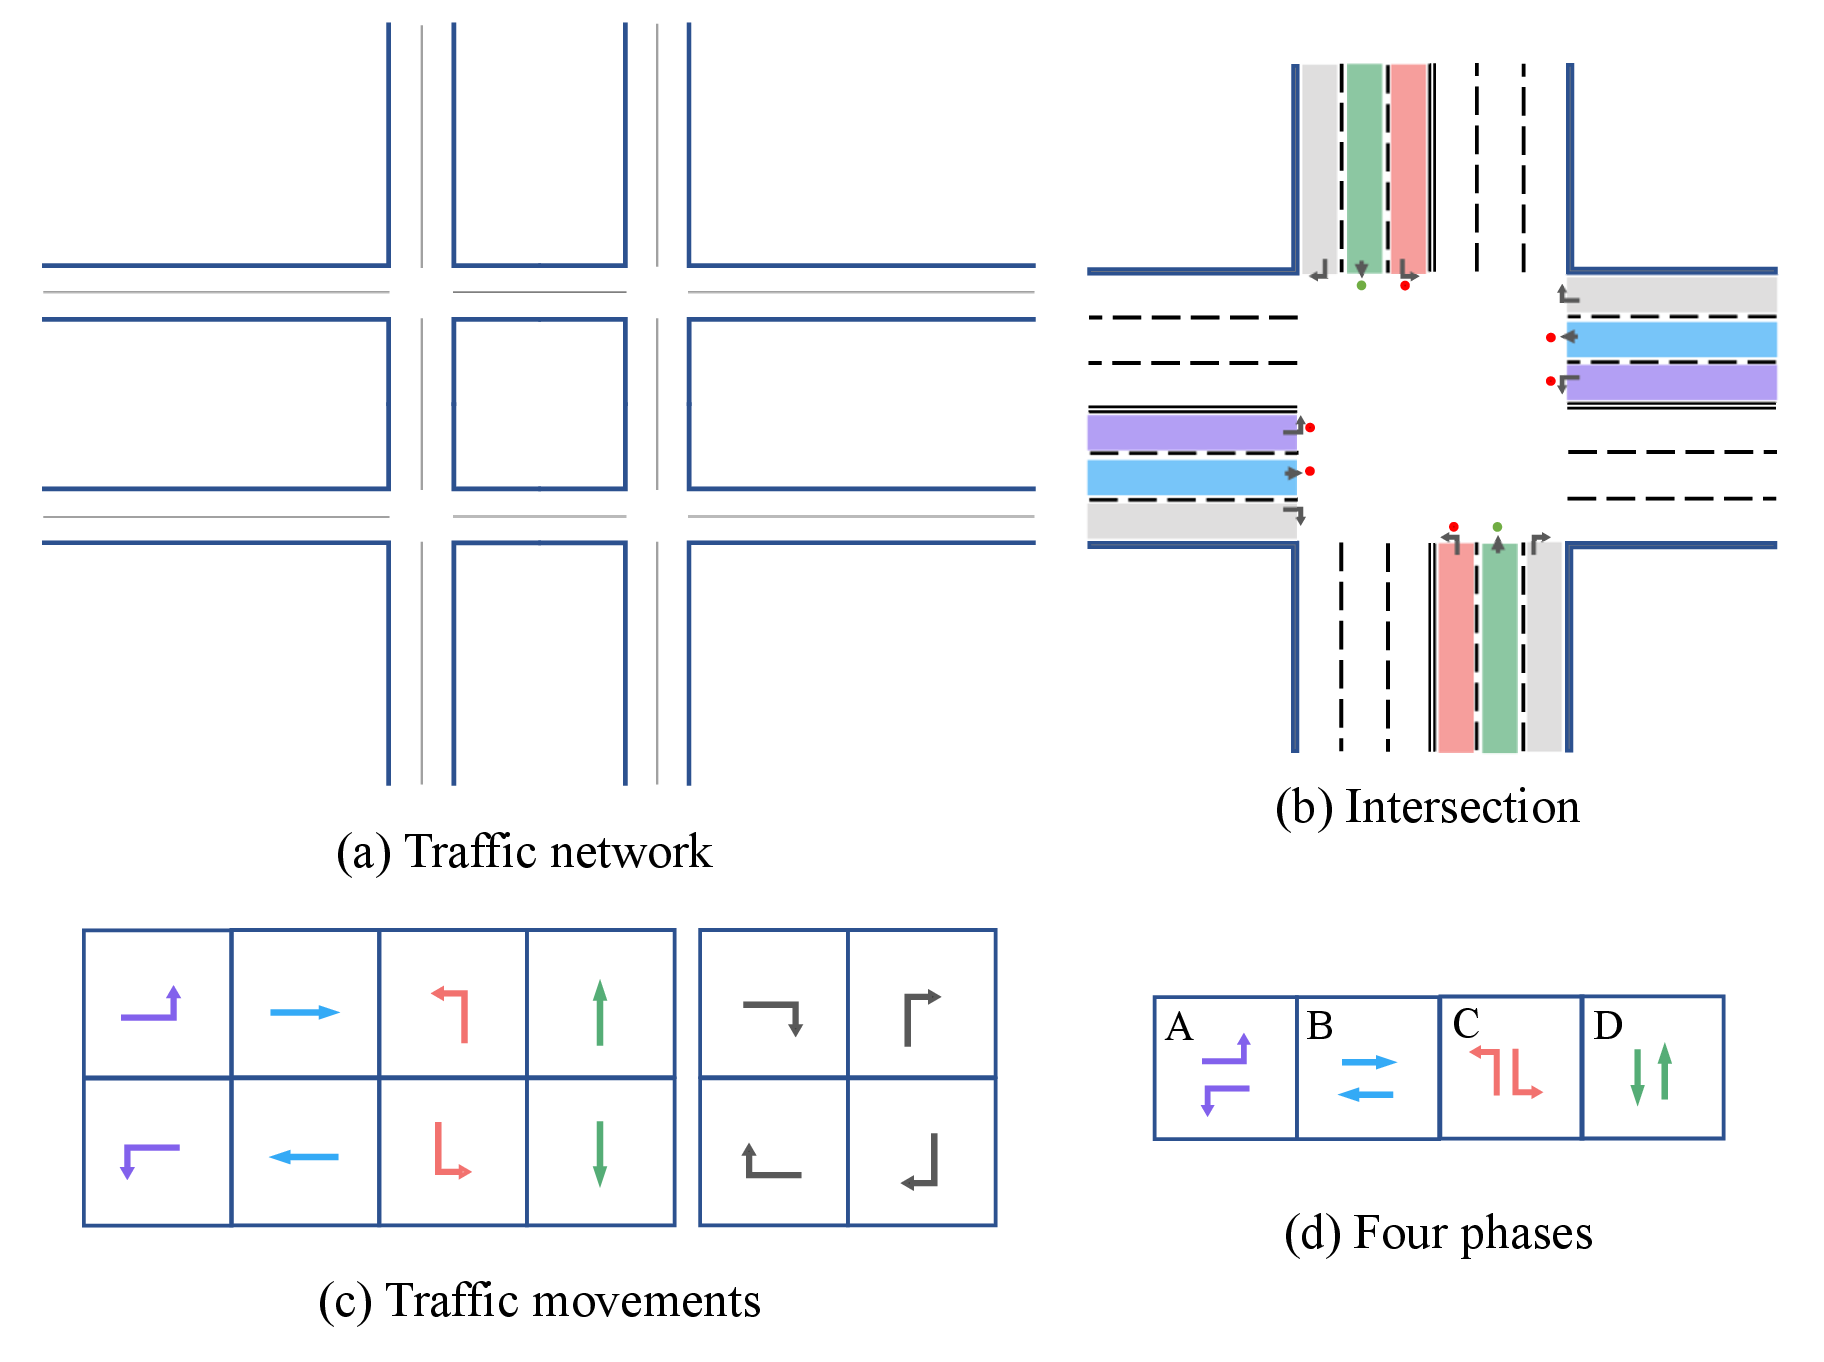 (a) Traffic network
(b) Intersection
(c) Traffic movements
A
B
C
D
(d) Four phases